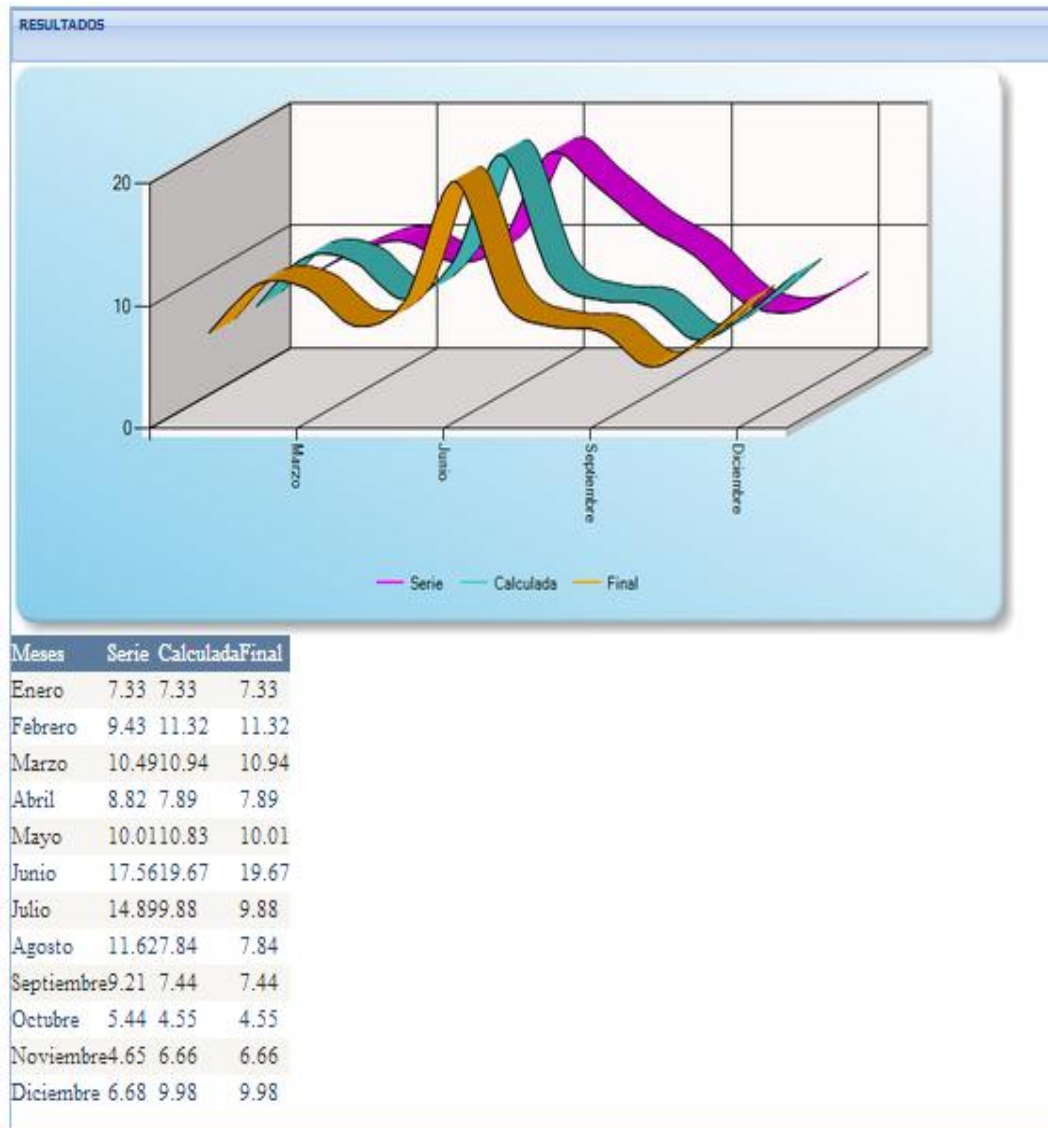 RESULTADOS
20
10
0
Marzo
Junio
Septiembre
Diciembre
Serie Calculada Final
Meses Serie Calculada Final
Enero 7.33 7.33 7.33
Febrero 9.43 11.32 11.32
Marzo 10.49 10.94 10.94
Abril 8.82 7.89 7.89
Mayo 10.01 10.83 10.01
Junio 17.56 19.67 19.67
Julio 14.89 9.88 9.88
Agosto 11.62 7.84 7.84
Septiembre 9.21 7.44 7.44
Octubre 5.44 4.55 4.55
Noviembre 4.65 6.66 6.66
Diciembre 6.68 9.98 9.98